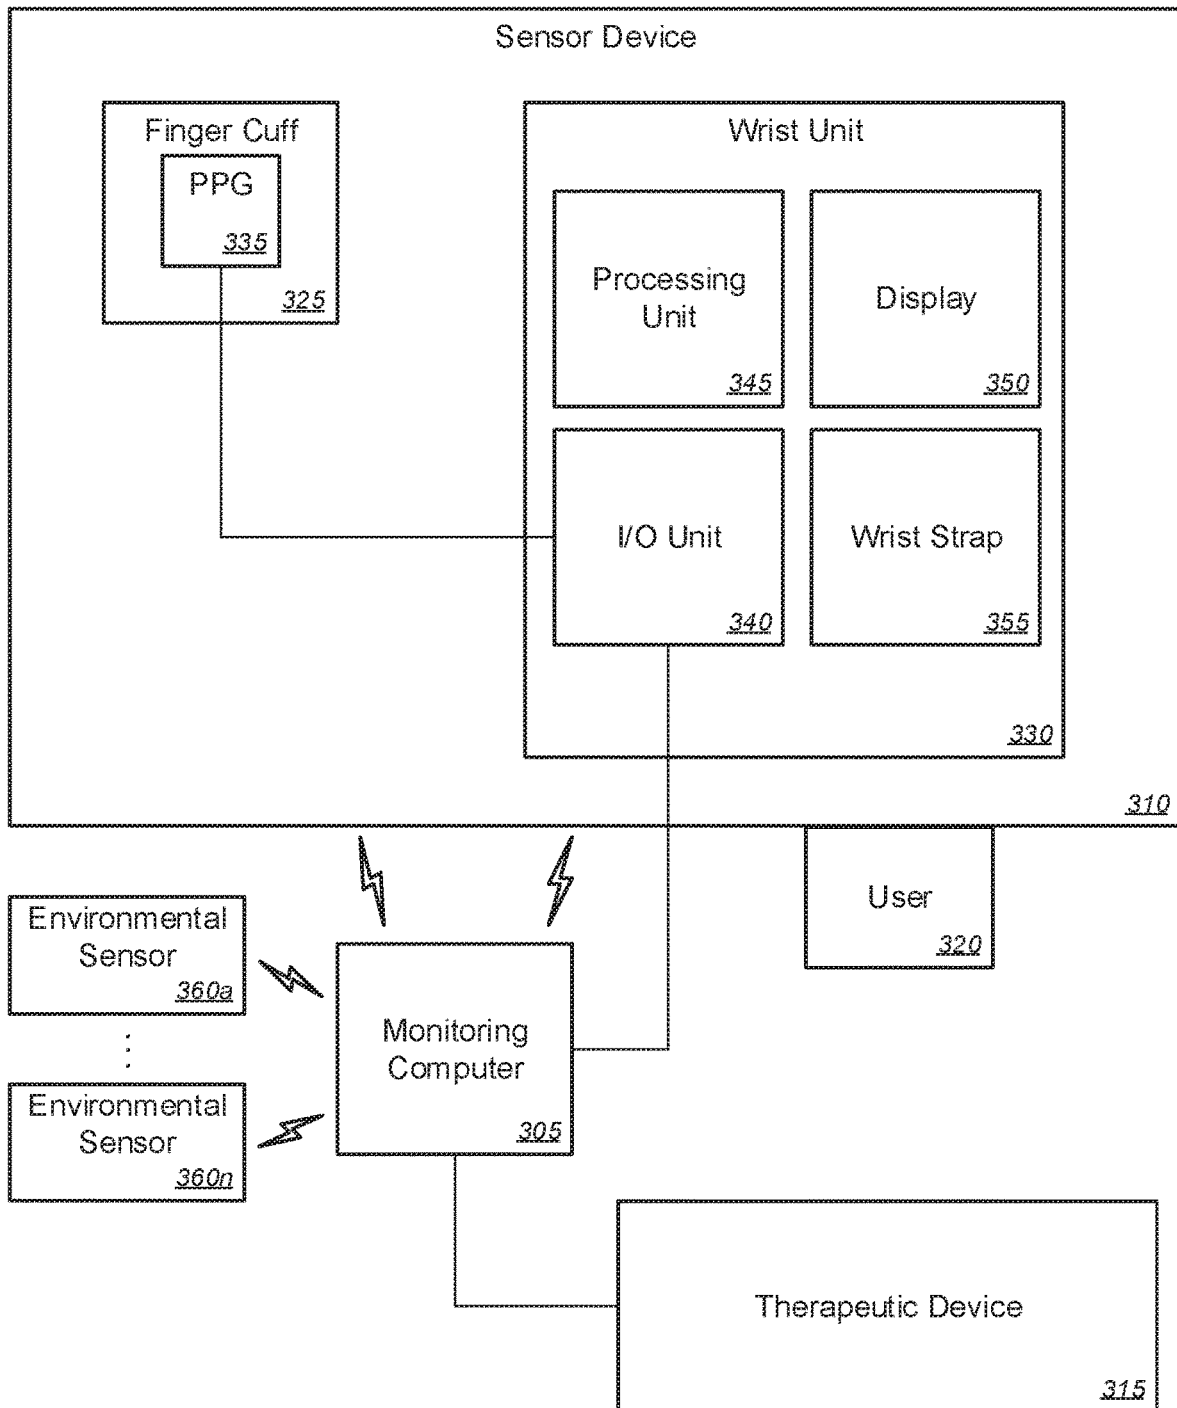 Sensor Device
Finger Cuff
PPG
335
325
Wrist Unit
Processing
Unit
345
Display
350
I/O Unit
340
Wrist Strap
355
330
310
User
320
Environmental
Sensor
360a
Environmental
Sensor
360n
Monitoring
Computer
305
Therapeutic Device
315